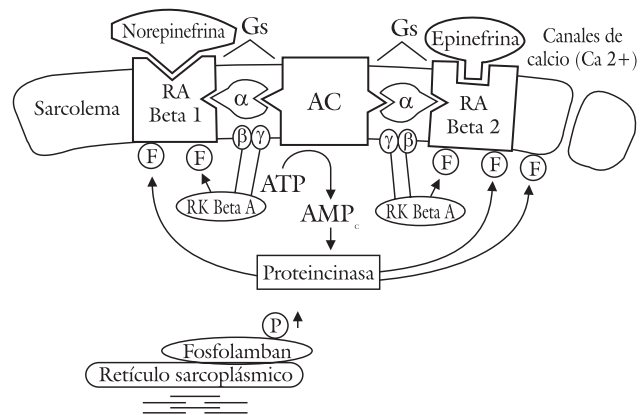 Norepinefrina
Gs
Gs
Epinefrina
Canales de
calcio (Ca 2+)
Sarcolema
RA
Beta 1
α
AC
α
RA
Beta 2
β γ
γ β
F
F
F
F
F
ATP
RK Beta A
AMPc
RK Beta A
Proteincinasa
P
Fosfolamban
Retículo sarcoplásmico